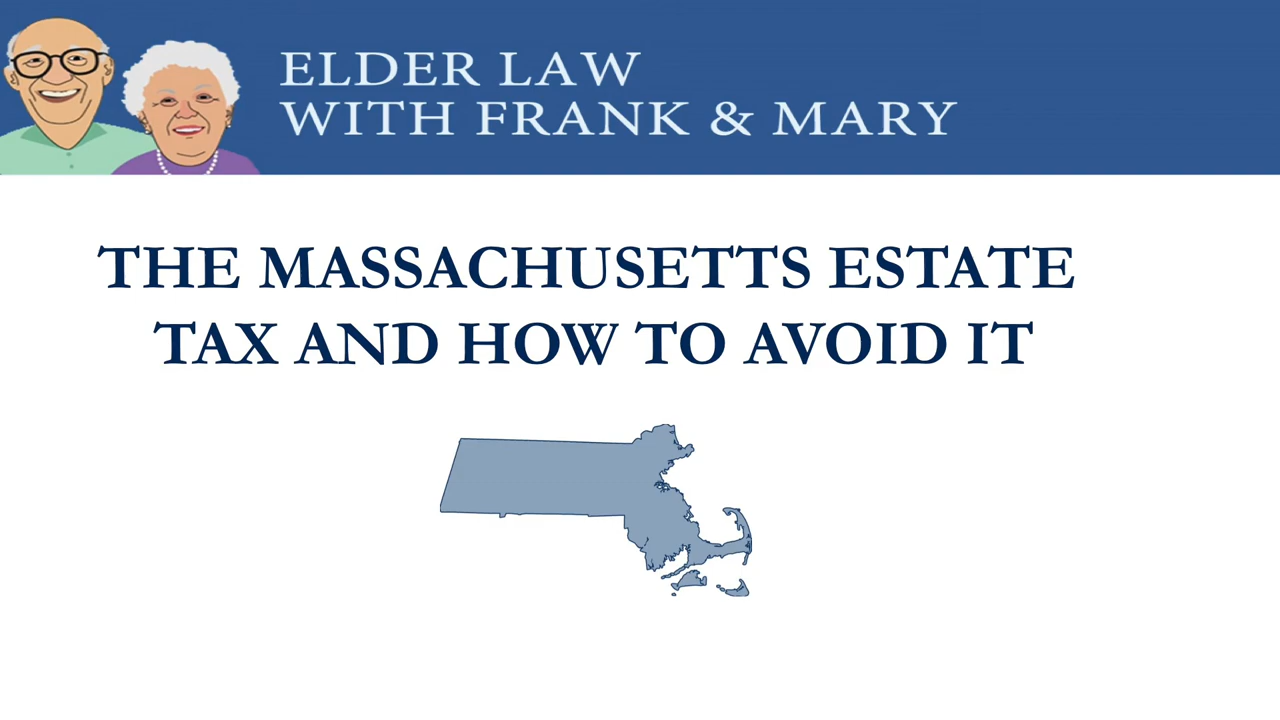 ELDER LAW
WITH FRANK & MARY
THE MASSACHUSETTS ESTATE
TAX AND HOW TO AVOID IT